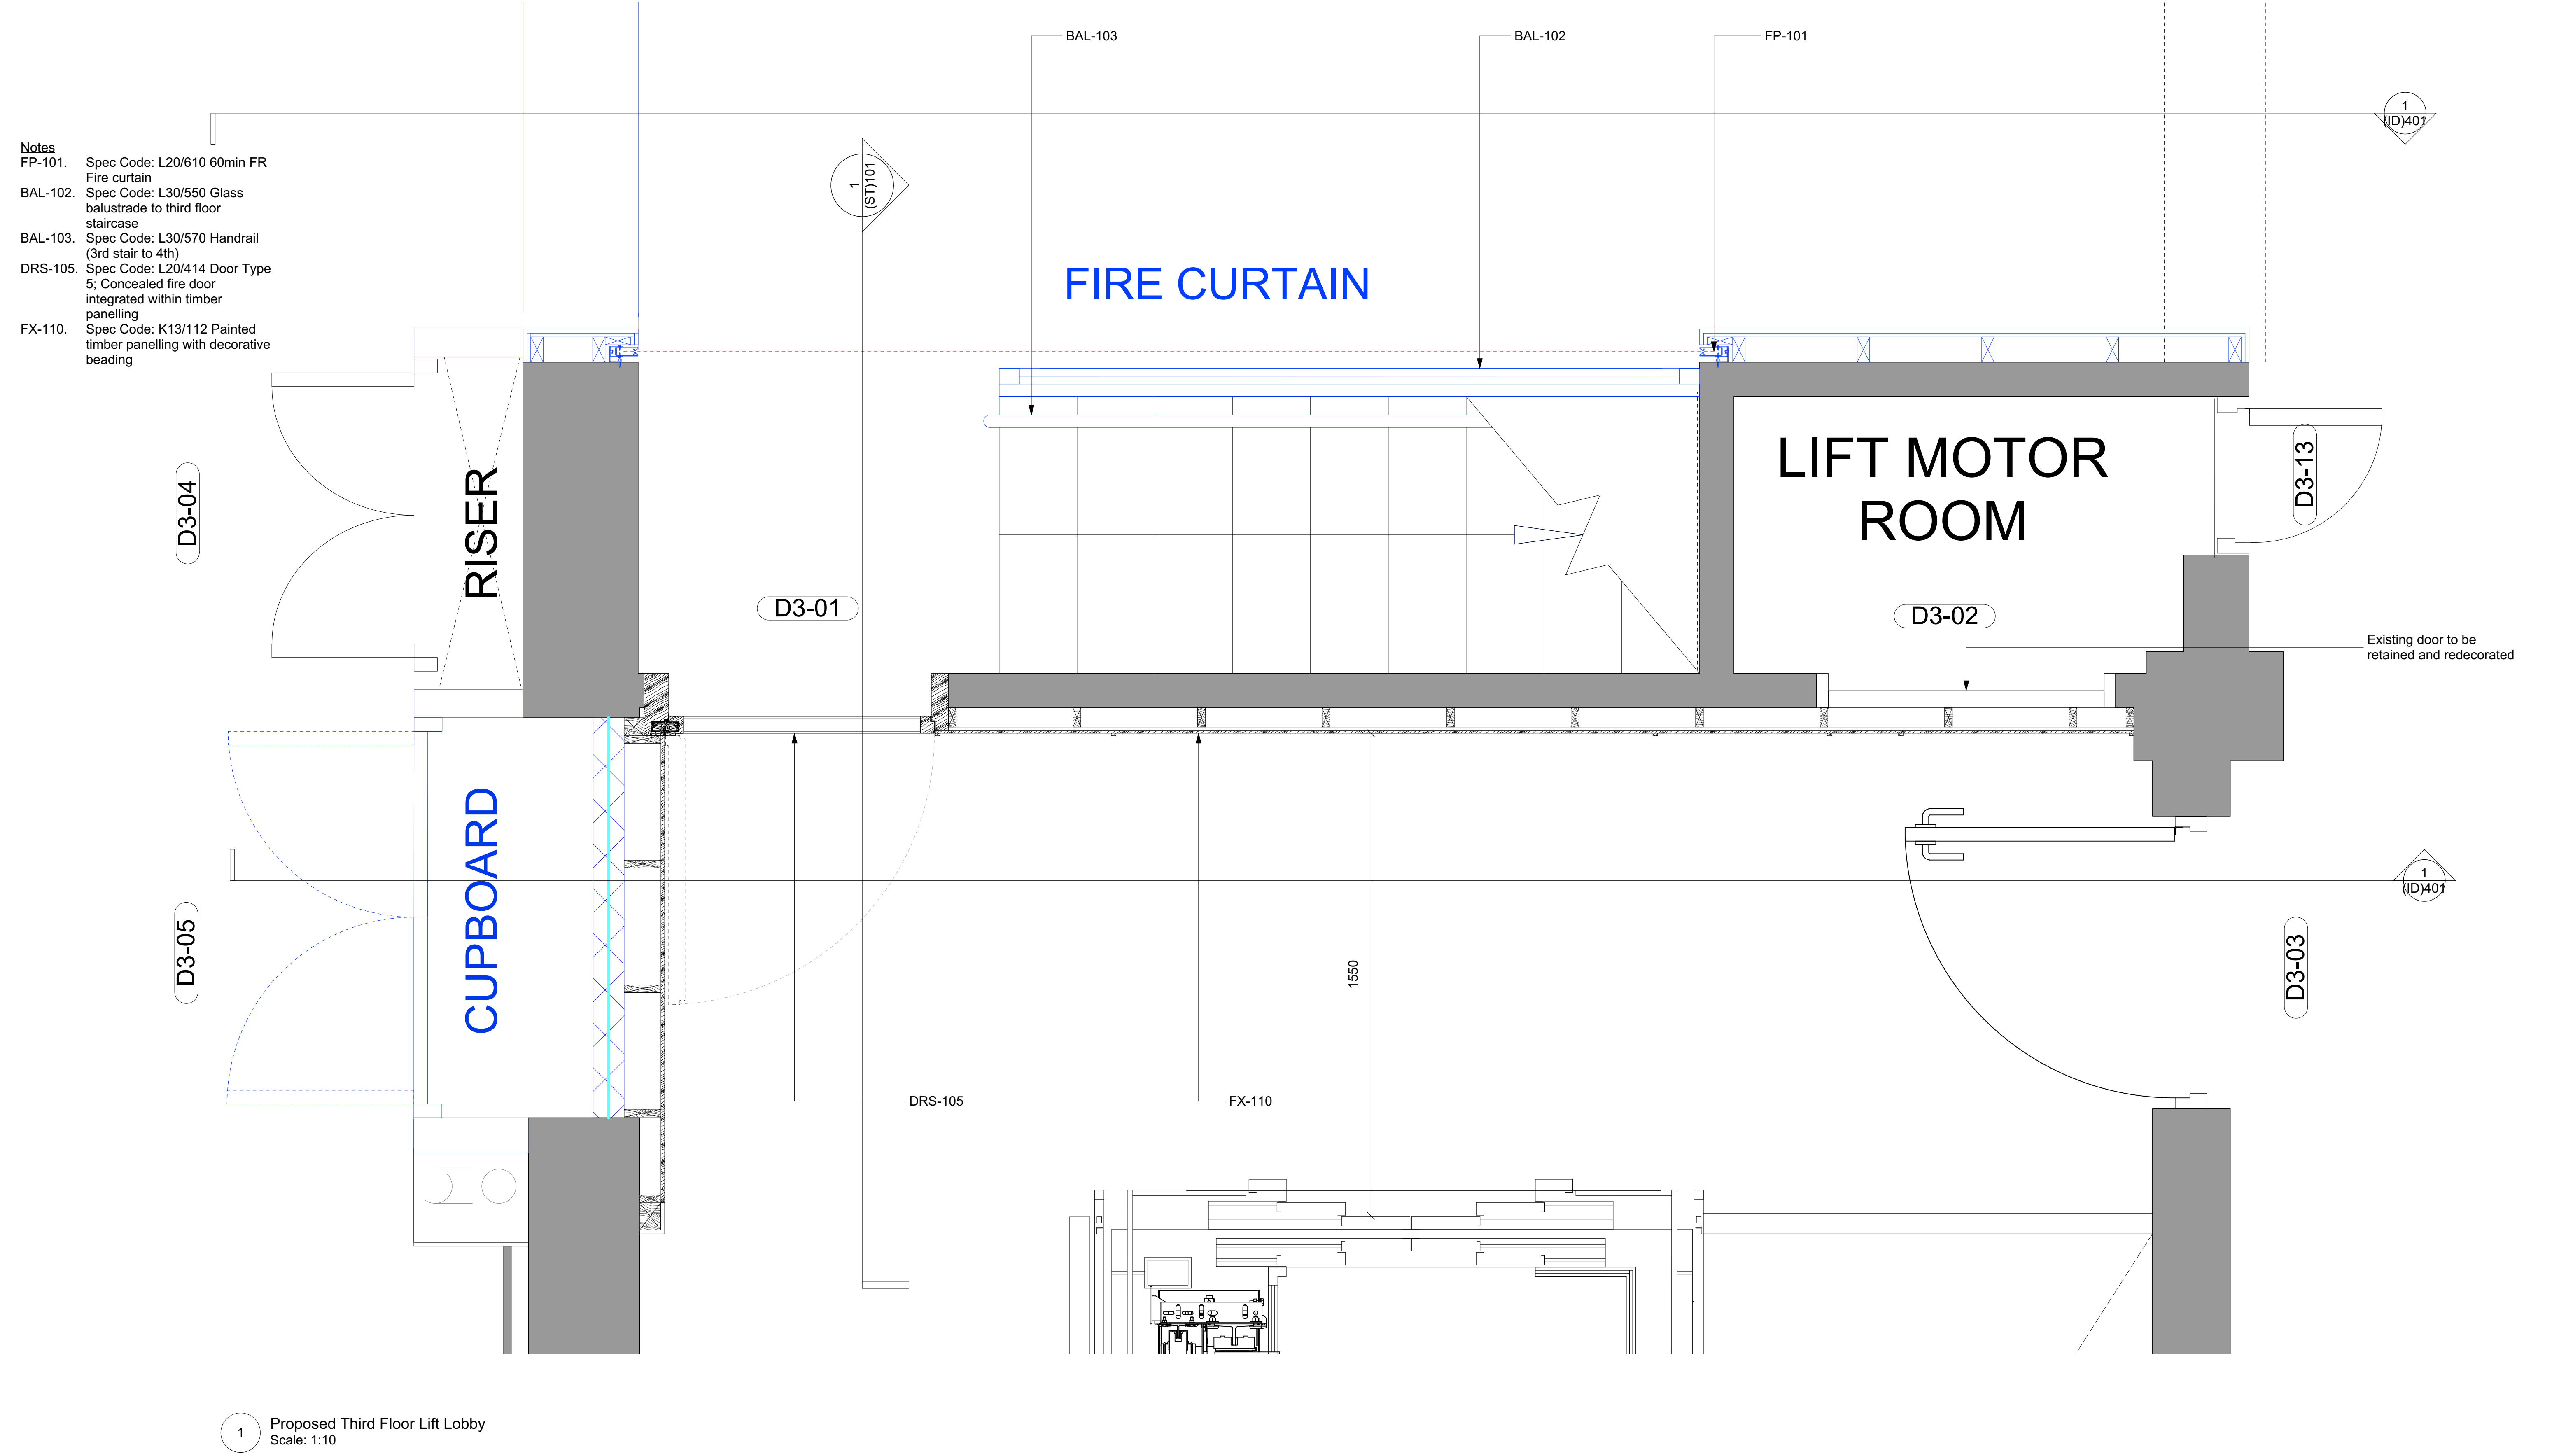 BAL-103
BAL-102
FP-101
1
(ID)401
Notes
FP-101. Spec Code: L20/610 60min FR
Fire curtain
BAL-102. Spec Code: L30/550 Glass
balustrade to third floor
staircase
BAL-103. Spec Code: L30/570 Handrail
(3rd stair to 4th)
DRS-105. Spec Code: L20/414 Door Type
5; Concealed fire door
integrated within timber
panelling
FX-110. Spec Code: K13/112 Painted
timber panelling with decorative
beading
1
(ST)101
FIRE CURTAIN
LIFT MOTOR
ROOM
D3-13
D3-04
RISER
D3-01
D3-02
Existing door to be
retained and redecorated
CUPBOARD
D3-05
1550
1
(ID)401
D3-03
DRS-105
FX-110
1
Proposed Third Floor Lift Lobby
Scale: 1:10